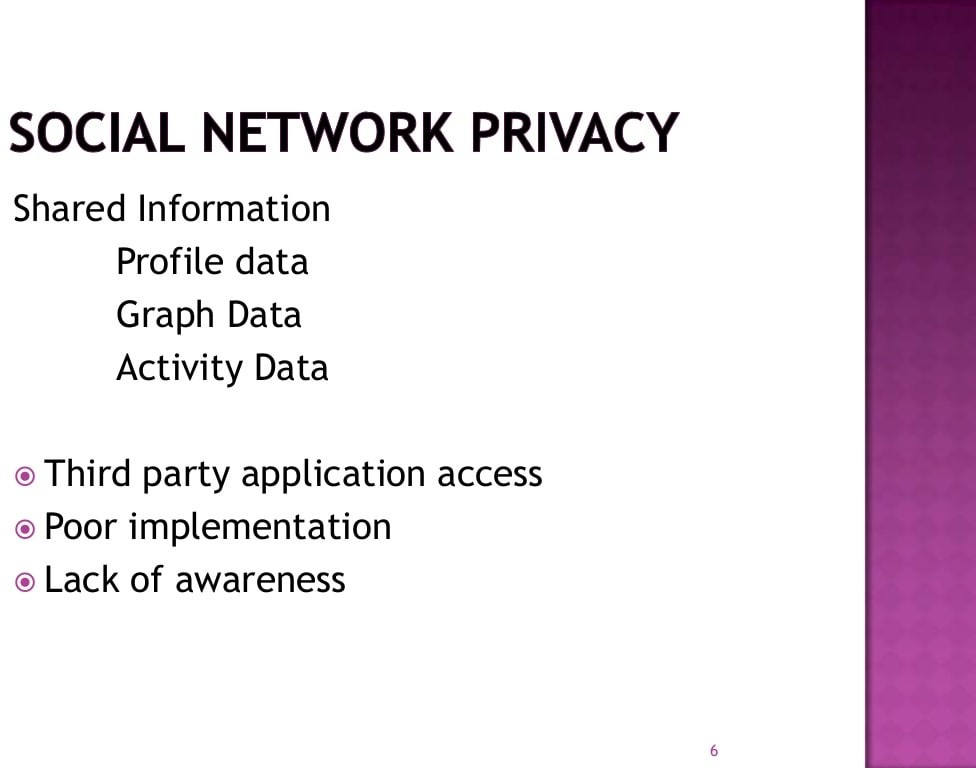 SOCIAL NETWORK PRIVACY
Shared Information
Profile data
Graph Data
Activity Data
Third party application access
Poor implementation
Lack of awareness
6